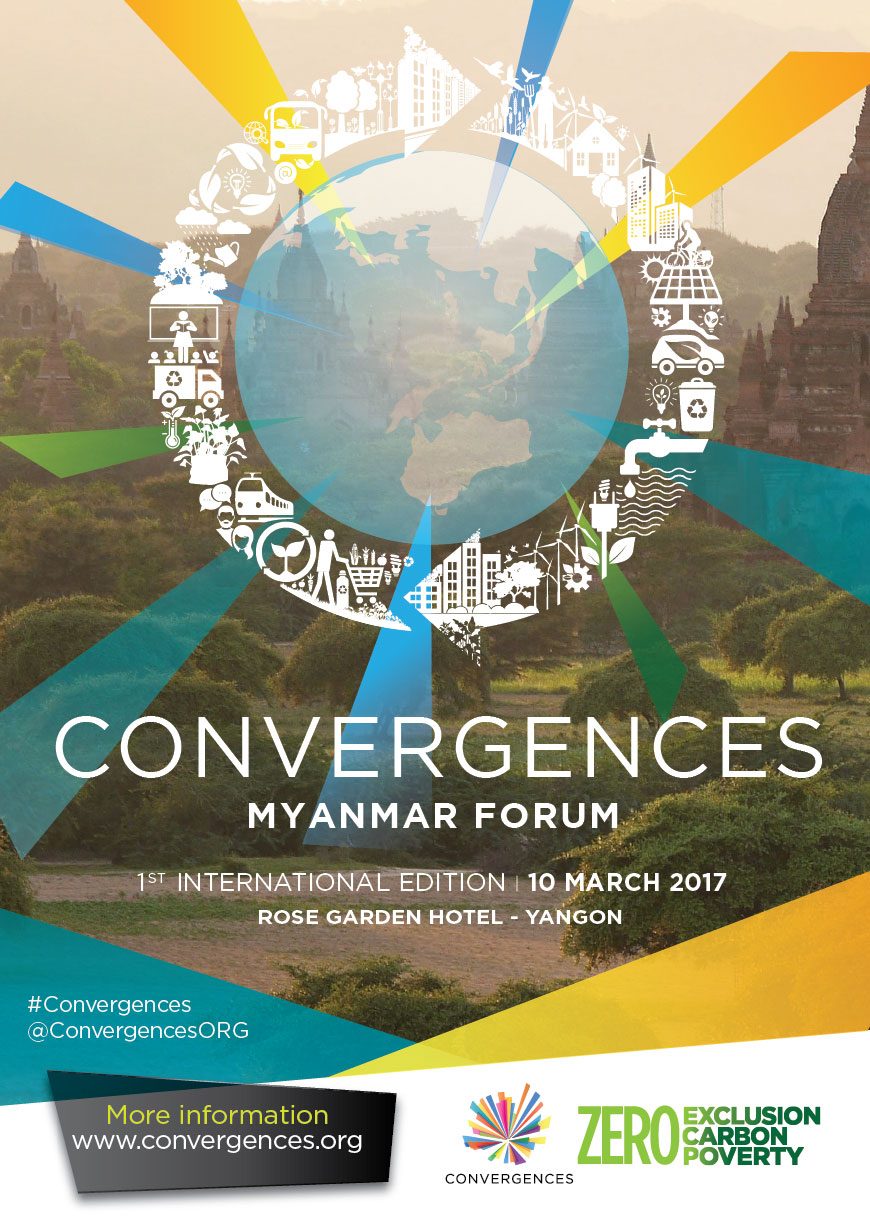 CONVERGENCES
MYANMAR FORUM
1ST INTERNATIONAL EDITION | 10 MARCH 2017
ROSE GARDEN HOTEL - YANGON
#Convergences
@ConvergencesORG
More information
www.convergences.org
CONVERGENCES
ZERO EXCLUSION
CARBON
POVERTY